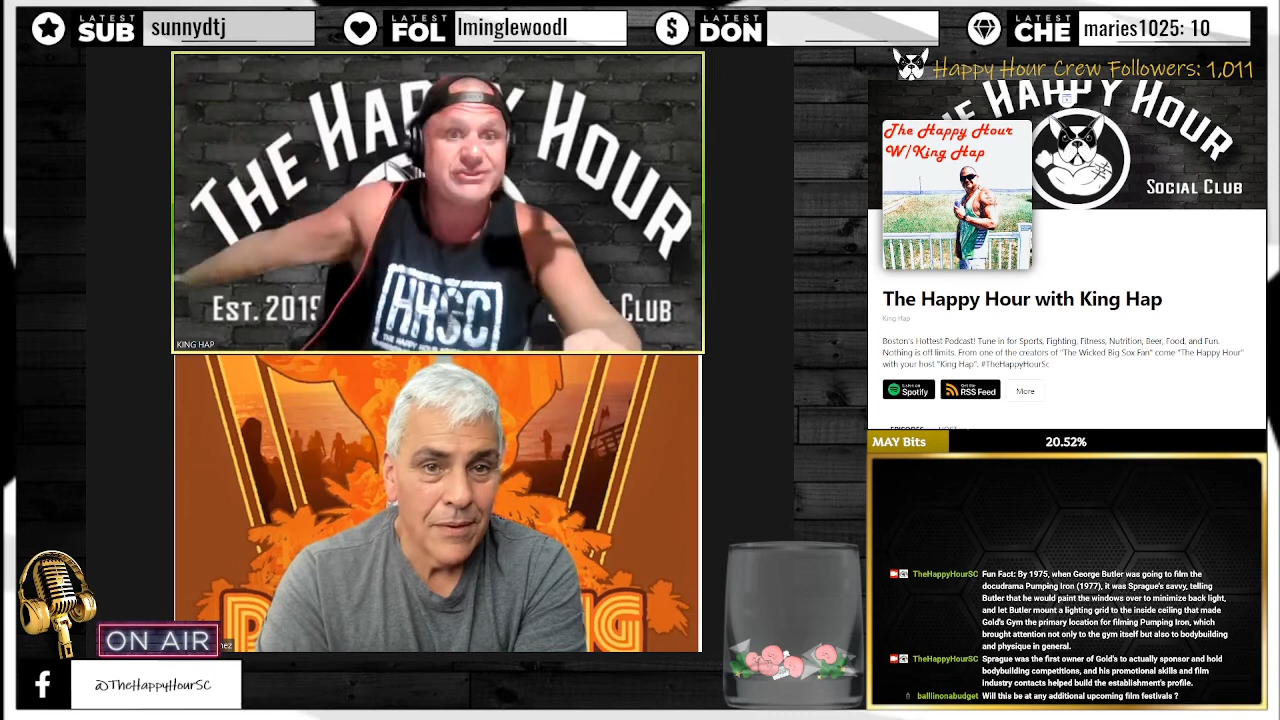 LATEST
SUB
sunnydtj
LATEST
FOL
lminglewoodl
LATEST
DON
LATEST
CHE
maries1025: 10
Happy Hour Crew Followers: 1,011
THE HAPPY HOUR
EST. 2019
CLUB
HHSC
KING HAP
THE HAPPY HOUR
SOCIAL CLUB
The Happy Hour
W/King Hap
The Happy Hour with King Hap
King Hap
Boston's Hottest Podcast! Tune in for Sports, Fighting, Fitness, Nutrition, Beer, Food, and Fun.
Nothing is off limits. From one of the creators of "The Wicked Big Sox Fan" come "The Happy Hour"
with your host "King Hap". #TheHappyHourSc
Listen on
Spotify
Get the
RSS Feed
More
MAY Bits
20.52%
TheHappyHourSC Fun Fact: By 1975, when George Butler was going to film the
docudrama Pumping Iron (1977), it was Sprague's savvy, telling
Butler that he would paint the windows over to minimize back light,
and let Butler mount a lighting grid to the inside ceiling that made
Gold's Gym the primary location for filming Pumping Iron, which
brought attention not only to the gym itself but also to bodybuilding
and physique in general.
TheHappyHourSC Sprague was the first owner of Gold's to actually sponsor and hold
bodybuilding competitions, and his promotional skills and film
industry contacts helped build the establishment's profile.
balllinonabudget Will this be at any additional upcoming film festivals ?
ON AIR
@TheHappyHourSC